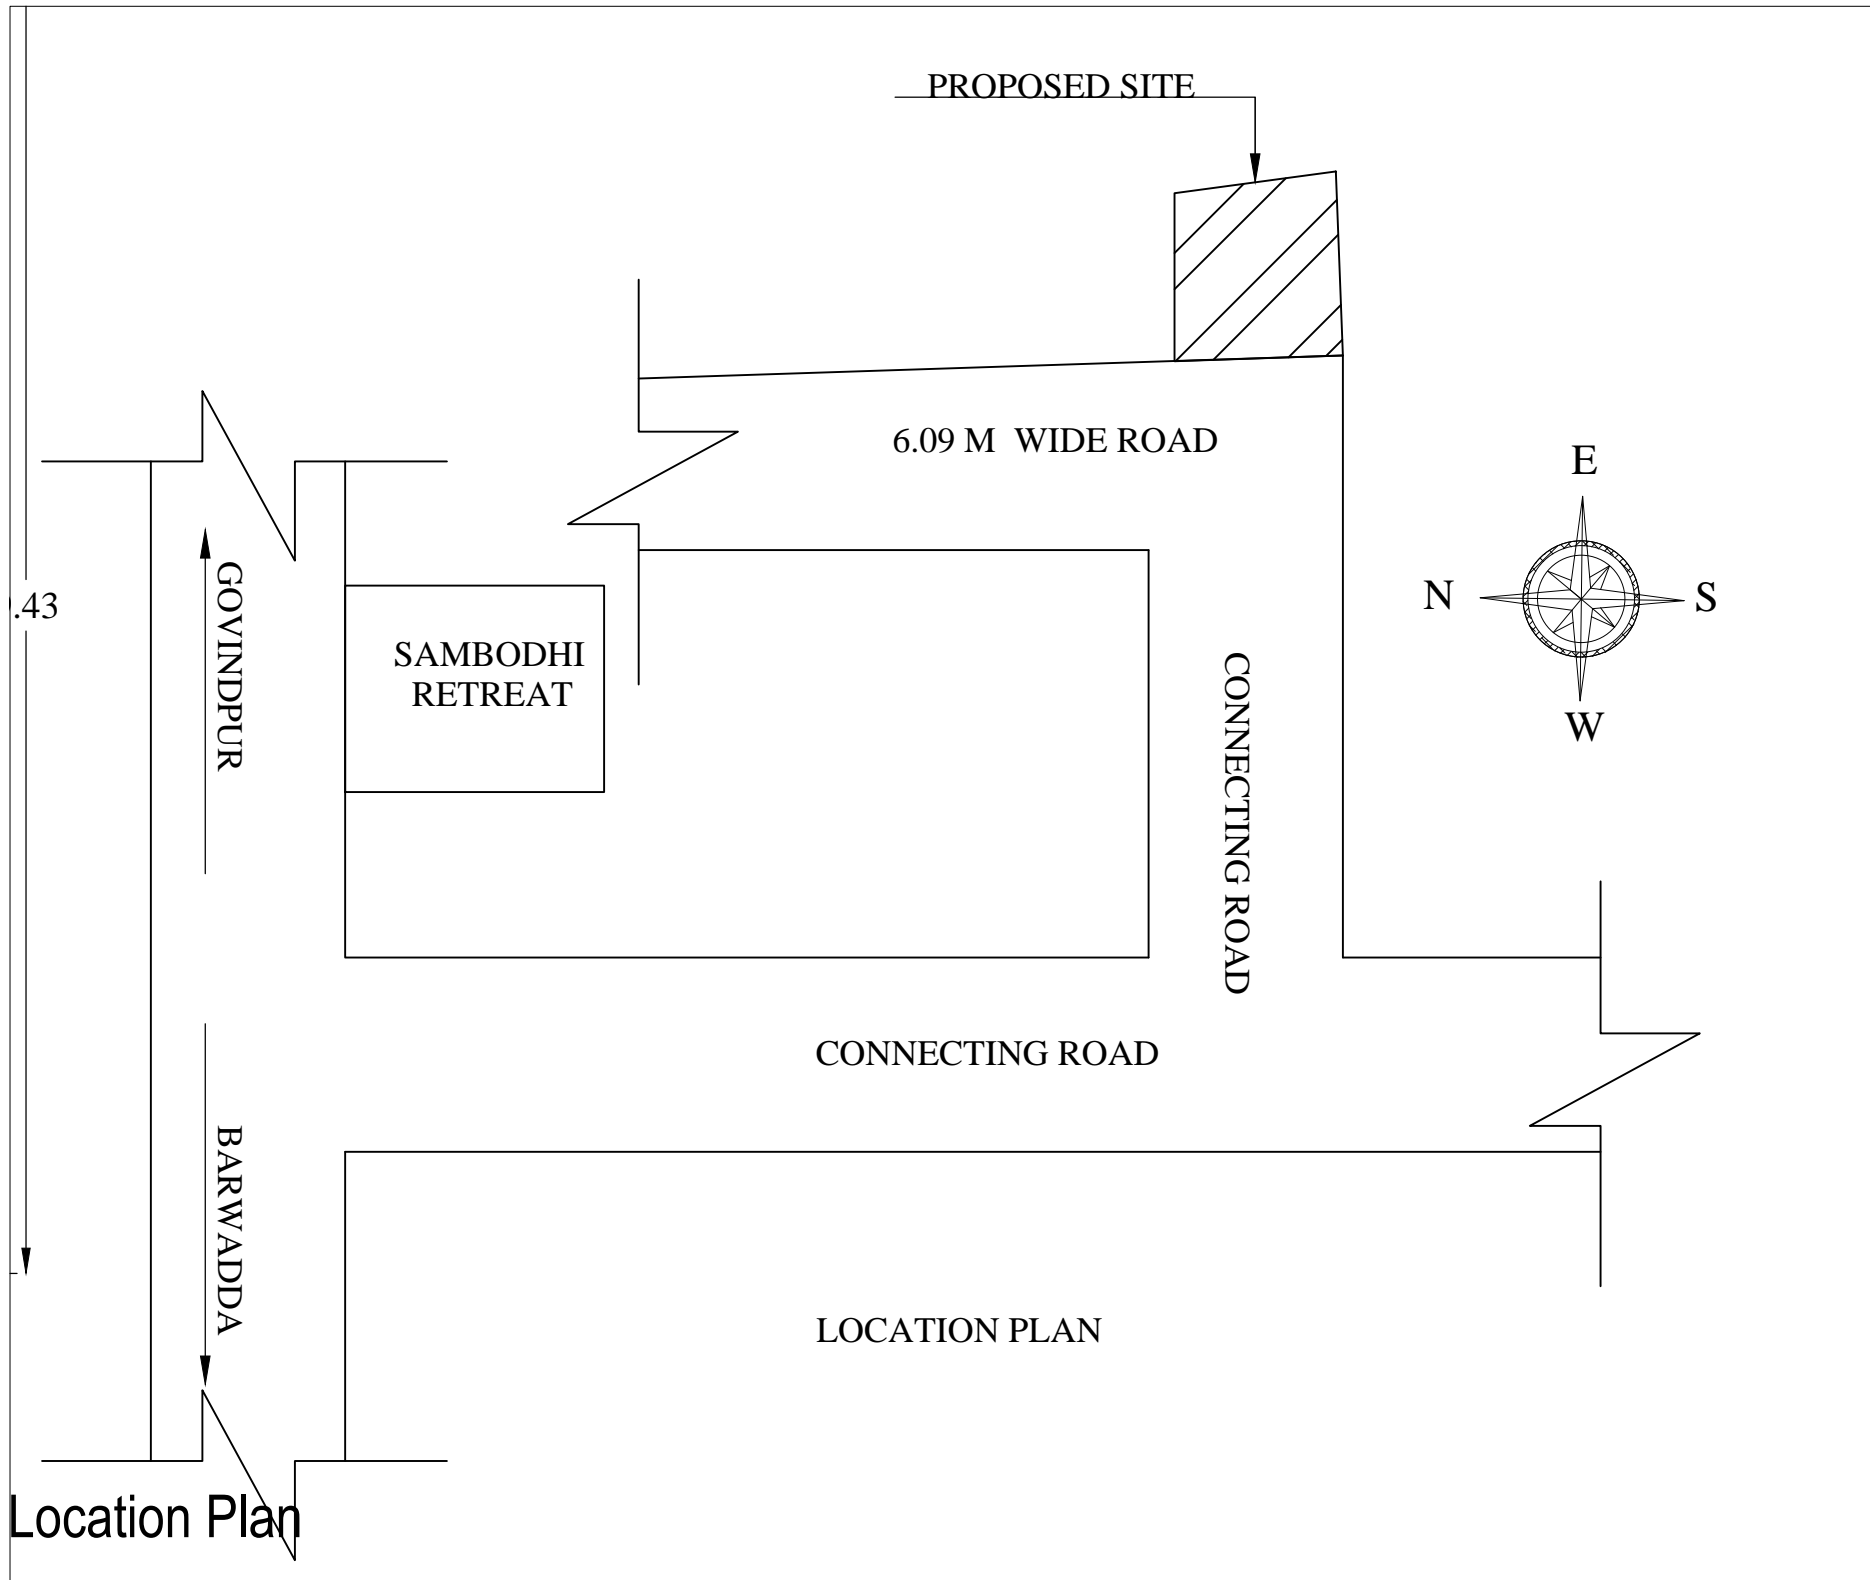 PROPOSED SITE
6.09 M WIDE ROAD
E
N
S
W
.43
GOVINDPUR
SAMBODHI
RETREAT
CONNECTING ROAD
CONNECTING ROAD
BARWADDA
LOCATION PLAN
Location Plan